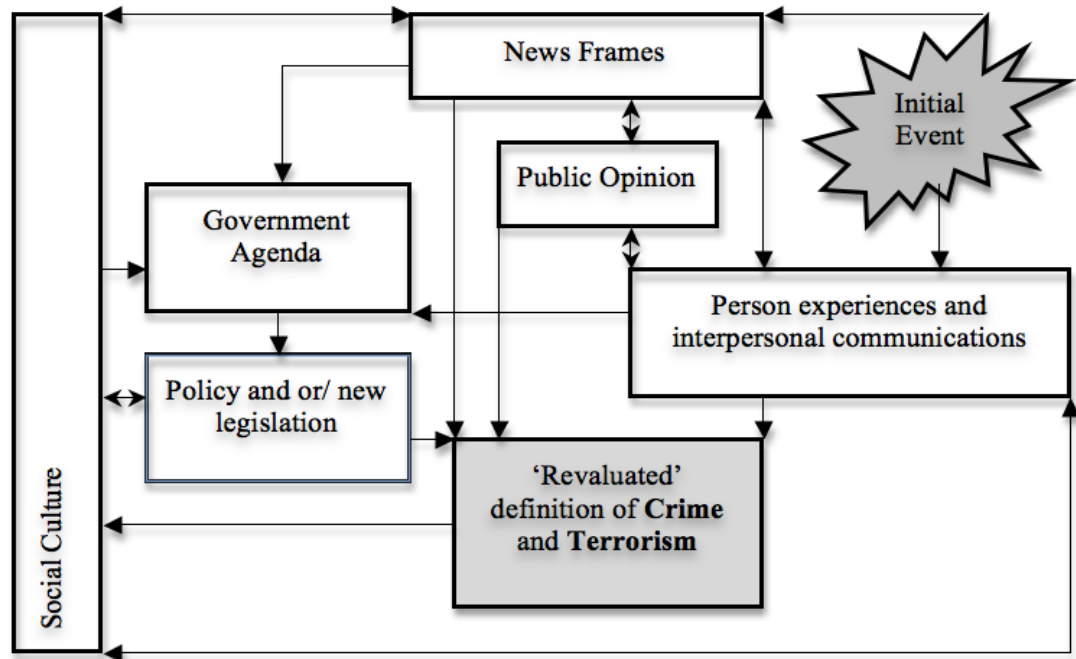 News Frames
Initial
Event
Public Opinion
Government
Agenda
Person experiences and
interpersonal communications
Policy and or/ new
legislation
‘Revaluated’
definition of Crime
and Terrorism
Social Culture